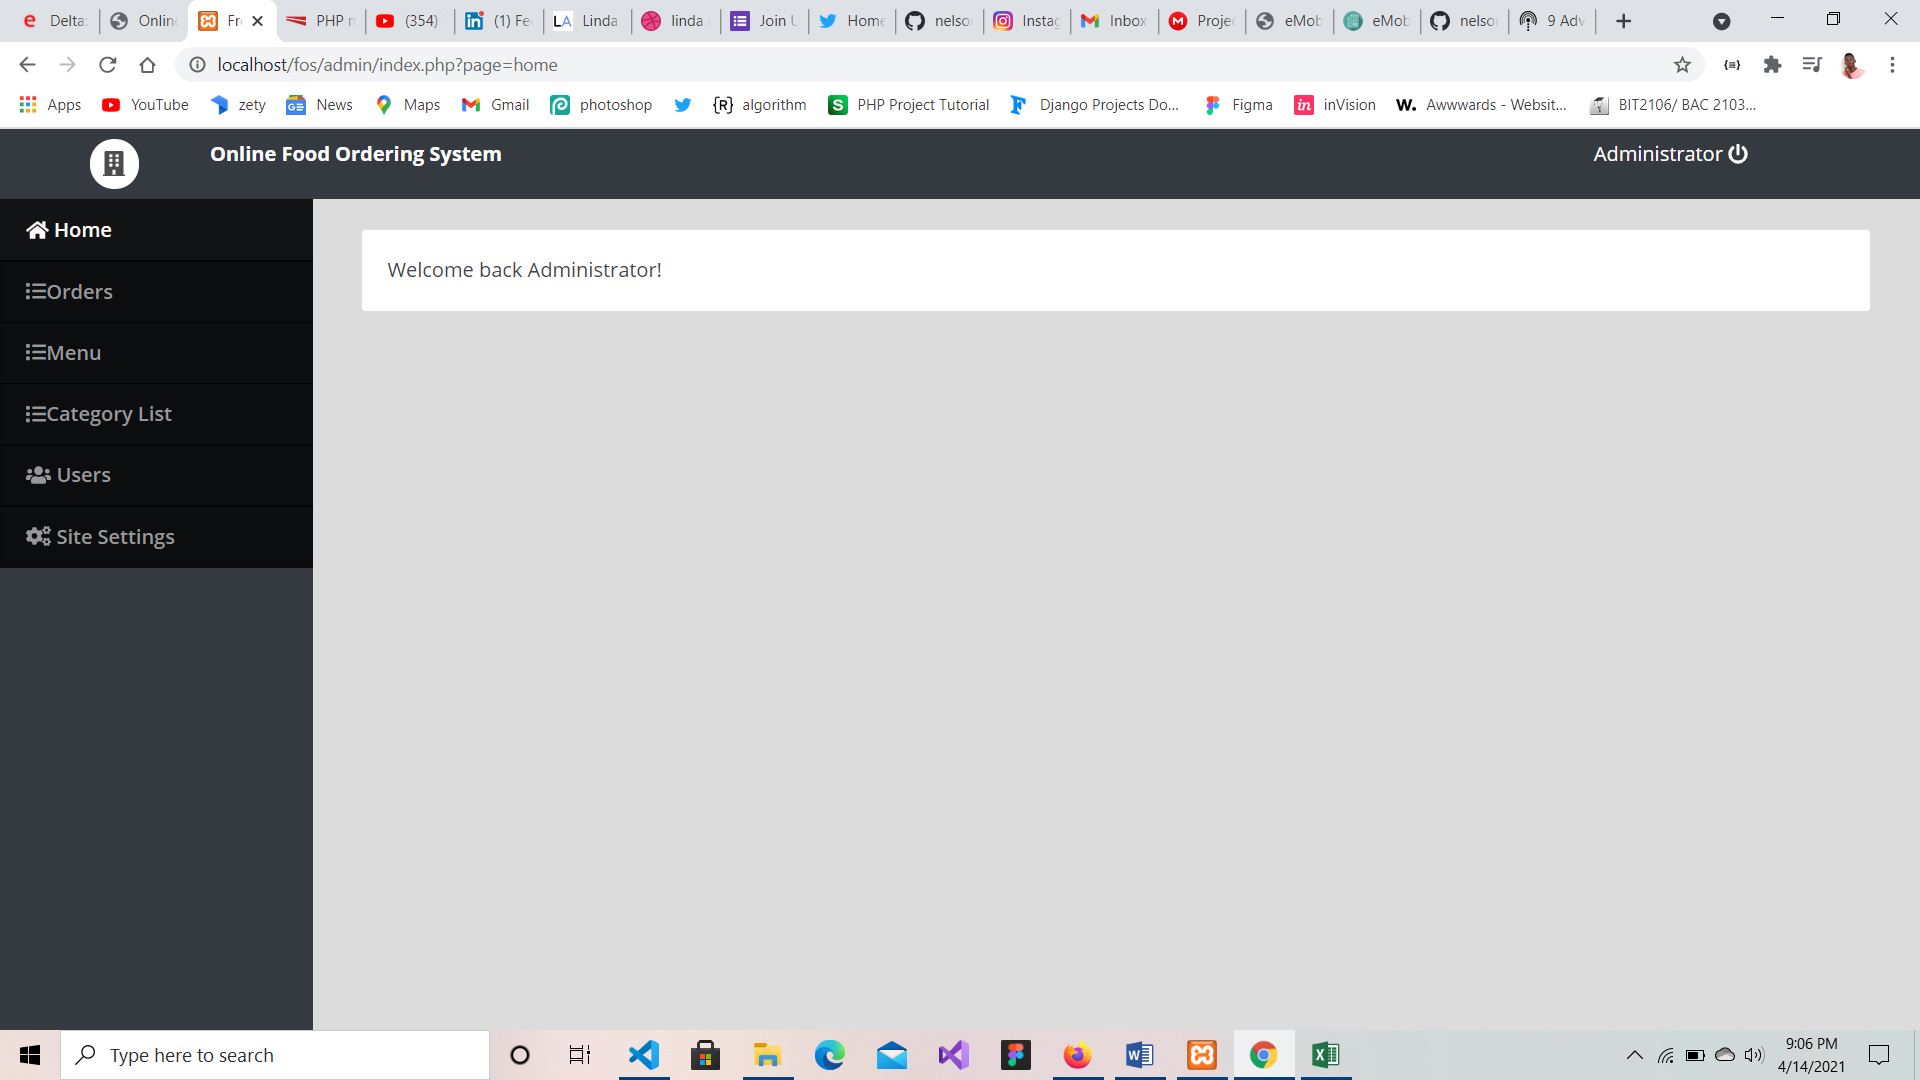 Delta: Onlin Fr PHP n (354) (1) Fe LA Linda linda Join U Home nelso Instag Inbox Proje eMob eMob nelso 9 Adv
localhost/fos/admin/index.php?page=home
Apps YouTube zety News Maps Gmail photoshop {R} algorithm S PHP Project Tutorial Django Projects Do... Figma in inVision W. Awwwards - Websit... BIT2106/ BAC 2103...
Online Food Ordering System Administrator
Home
Welcome back Administrator!
Orders
Menu
Category List
Users
Site Settings
Type here to search
9:06 PM
4/14/2021